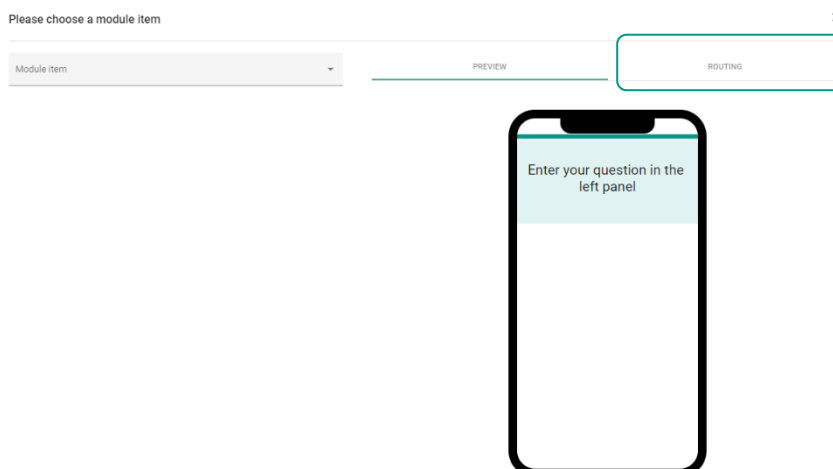 Please choose a module item
Module item
PREVIEW
ROUTING
Enter your question in the
left panel